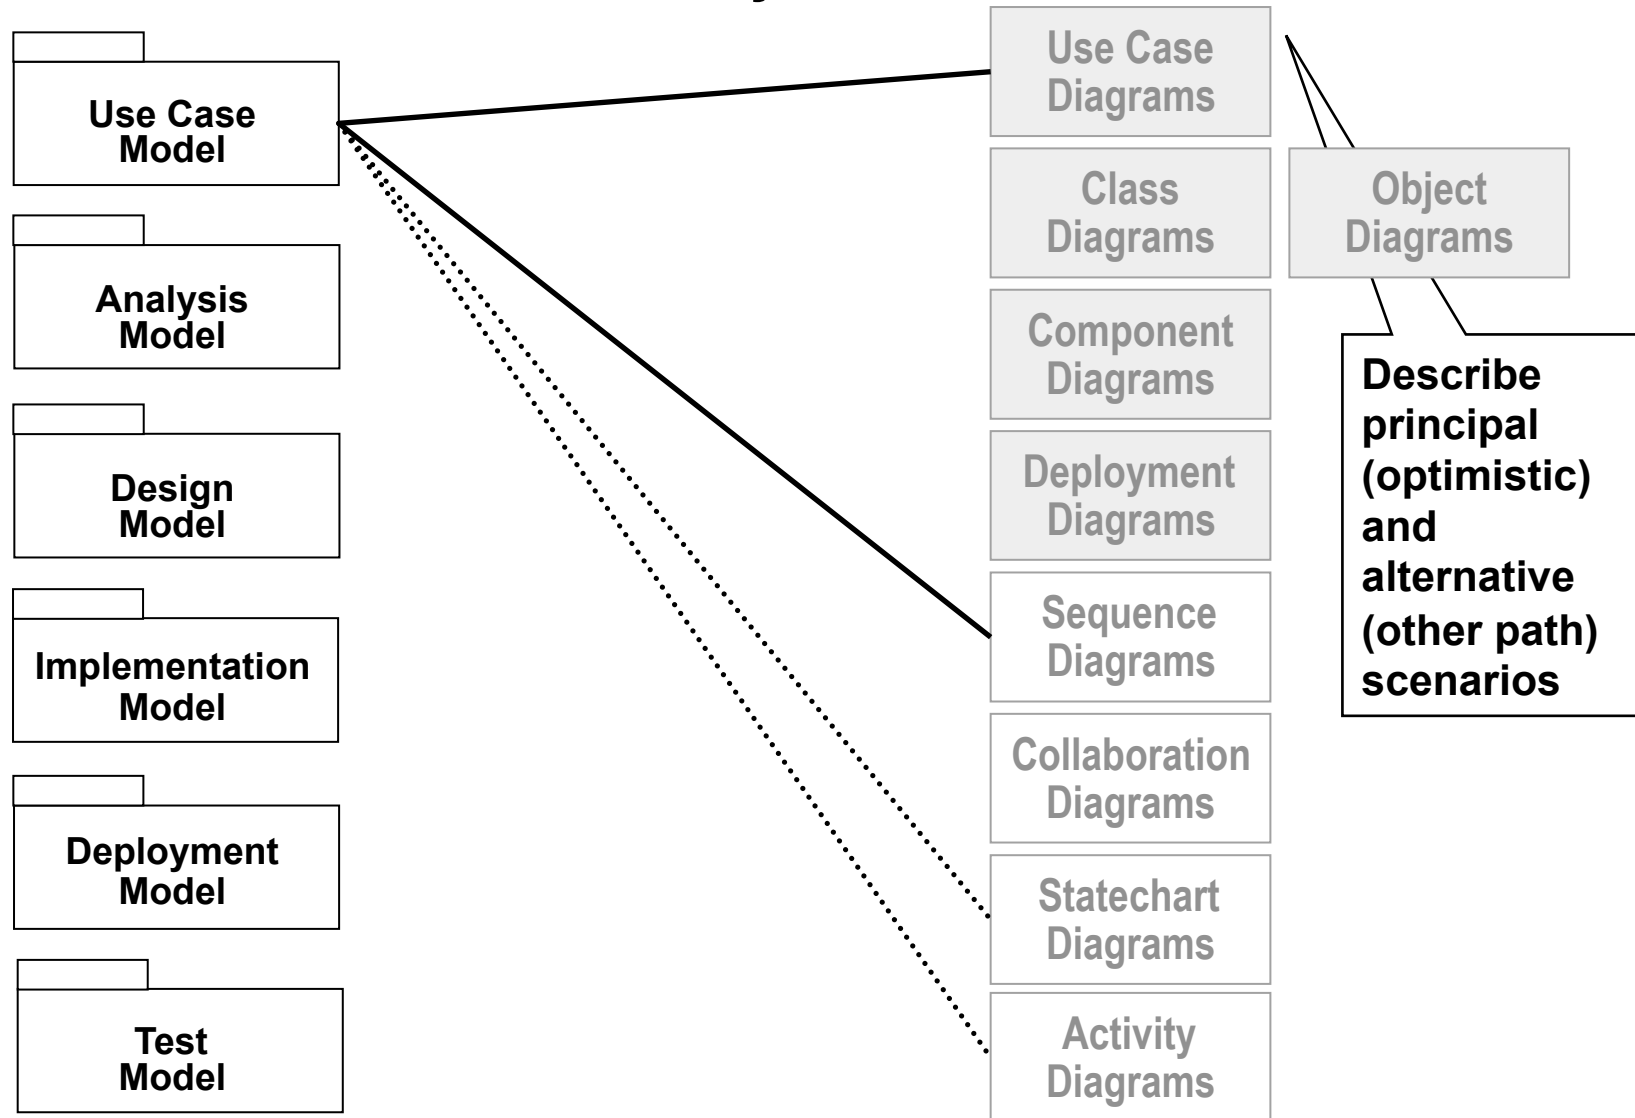 Use Case
Model
Analysis
Model
Design
Model
Implementation
Model
Deployment
Model
Test
Model
Use Case
Diagrams
Class
Diagrams
Object
Diagrams
Component
Diagrams
Deployment
Diagrams
Sequence
Diagrams
Collaboration
Diagrams
Statechart
Diagrams
Activity
Diagrams
Describe
principal
(optimistic)
and
alternative
(other path)
scenarios